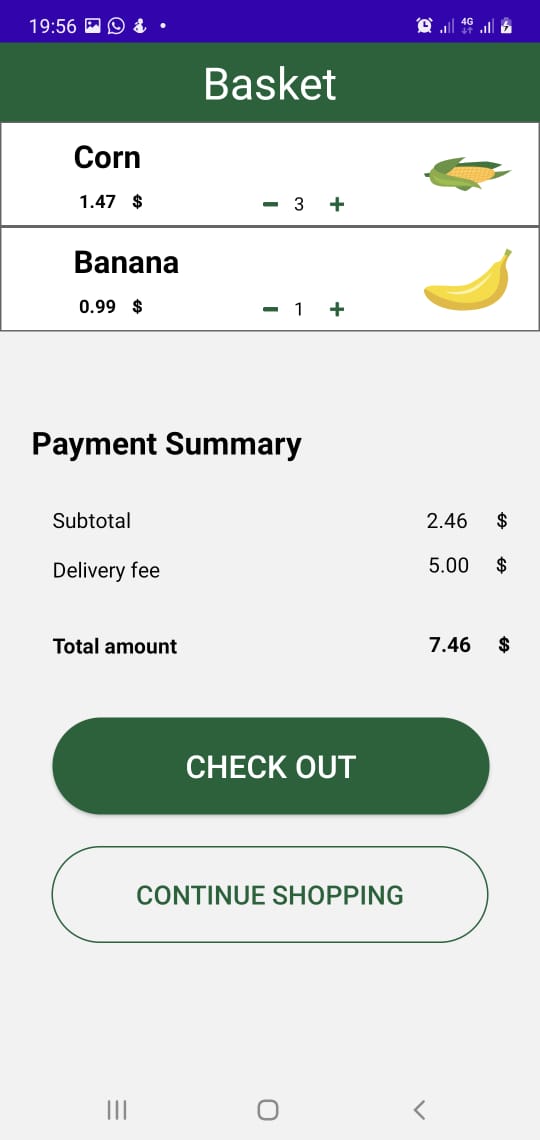 19:56 4G
Basket
Corn
1.47 $ − 3 +
Banana
0.99 $ − 1 +
Payment Summary
Subtotal 2.46 $
Delivery fee 5.00 $
Total amount 7.46 $
CHECK OUT
CONTINUE SHOPPING